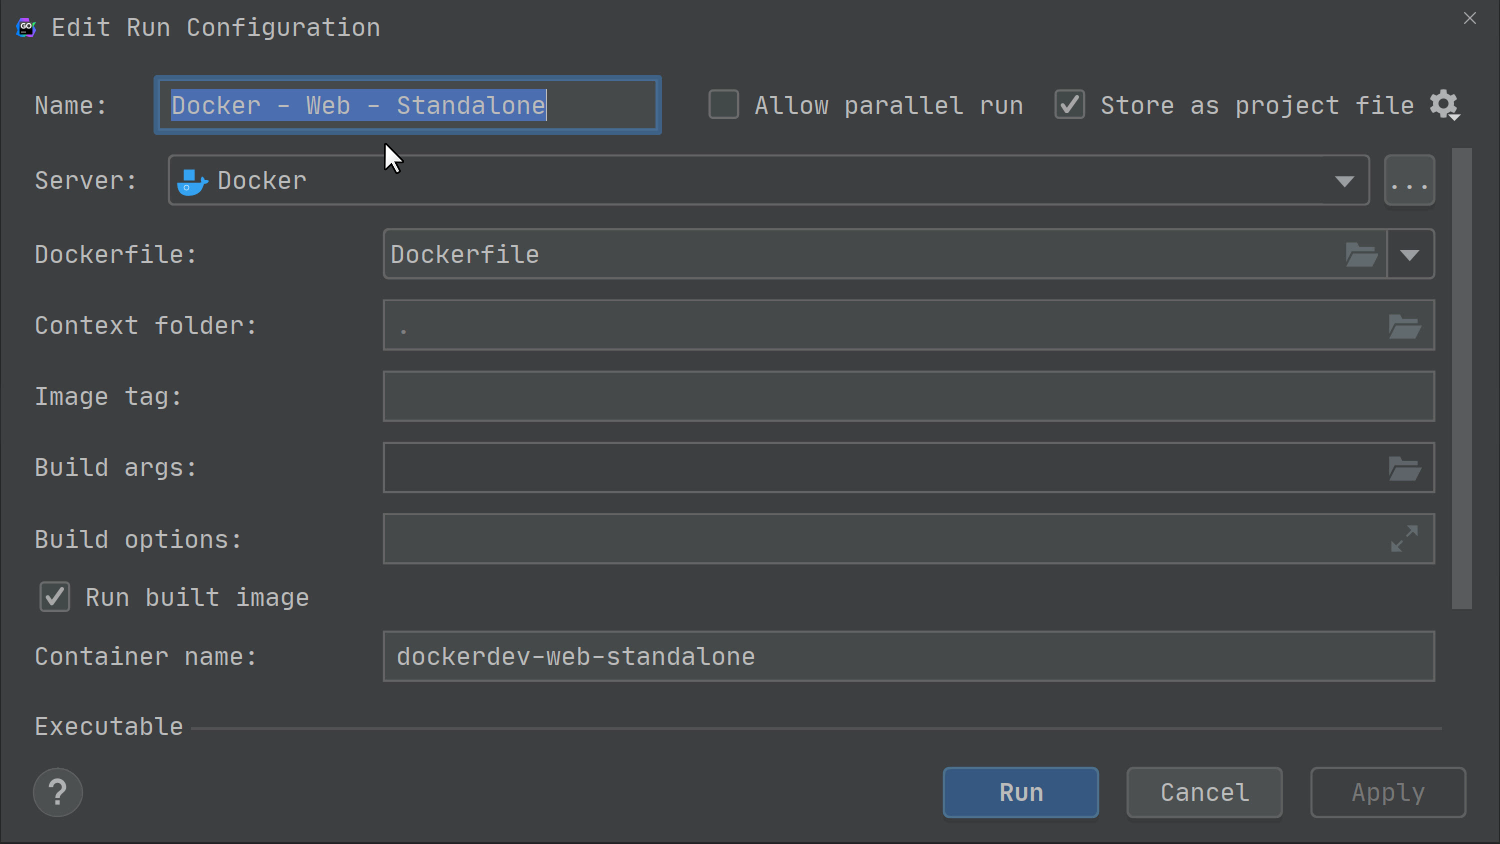 GO Edit Run Configuration
Name: Docker - Web - Standalone Allow parallel run Store as project file
Server: Docker ...
Dockerfile: Dockerfile
Context folder: .
Image tag:
Build args:
Build options:
Run built image
Container name: dockerdev-web-standalone
Executable
? Run Cancel Apply